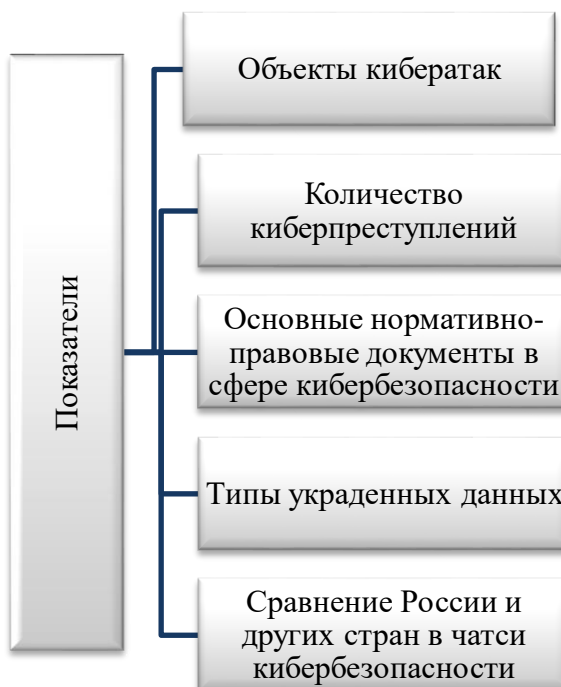 Показатели
Объекты кибератак
Количество
киберпреступлений
Основные нормативно-
правовые документы в
сфере кибербезопасности
Типы украденных данных
Сравнение России и
других стран в чатси
кибербезопасности